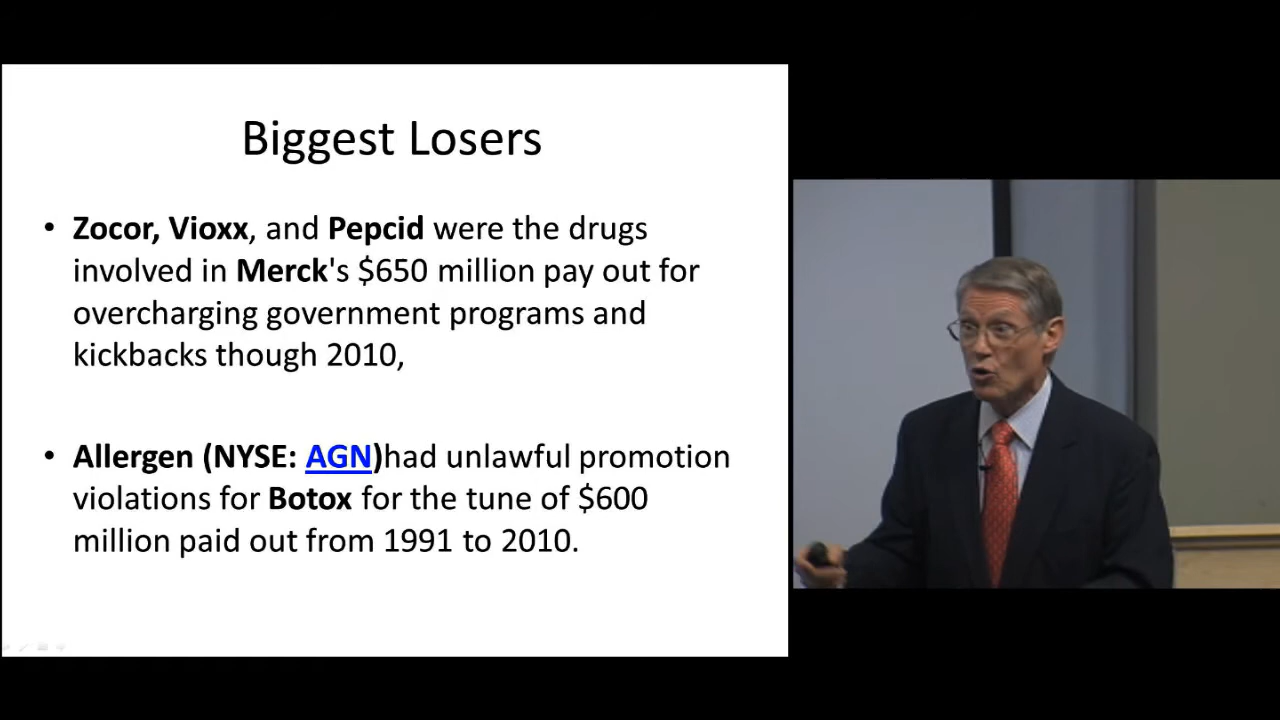 Biggest Losers
• Zocor, Vioxx, and Pepcid were the drugs
involved in Merck's $650 million pay out for
overcharging government programs and
kickbacks though 2010,
• Allergen (NYSE: AGN)had unlawful promotion
violations for Botox for the tune of $600
million paid out from 1991 to 2010.